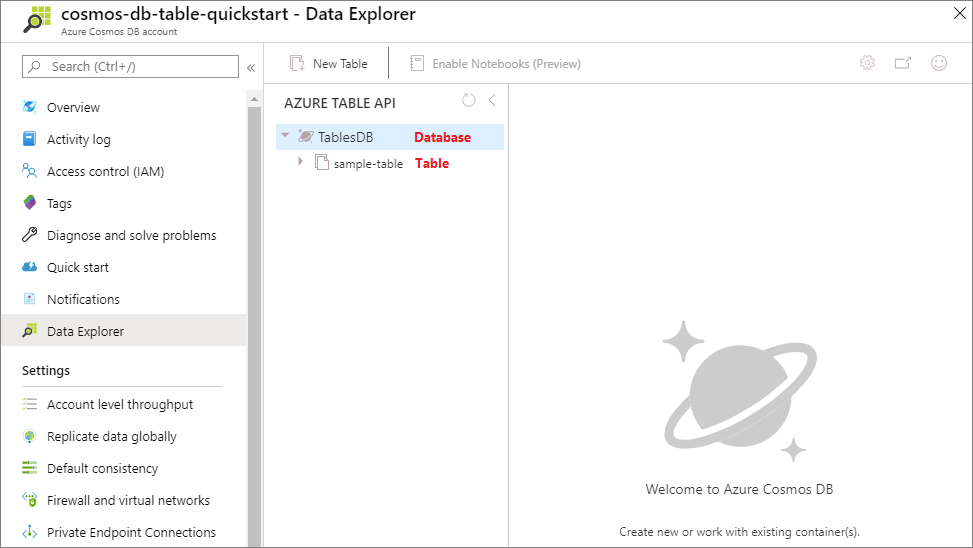 cosmos-db-table-quickstart - Data Explorer
Azure Cosmos DB account
Search (Ctrl+/)
«
Overview
Activity log
Access control (IAM)
Tags
Diagnose and solve problems
Quick start
Notifications
Data Explorer
Settings
Account level throughput
Replicate data globally
Default consistency
Firewall and virtual networks
Private Endpoint Connections
New Table
Enable Notebooks (Preview)
AZURE TABLE API
TablesDB Database
sample-table Table
Welcome to Azure Cosmos DB
Create new or work with existing container(s).